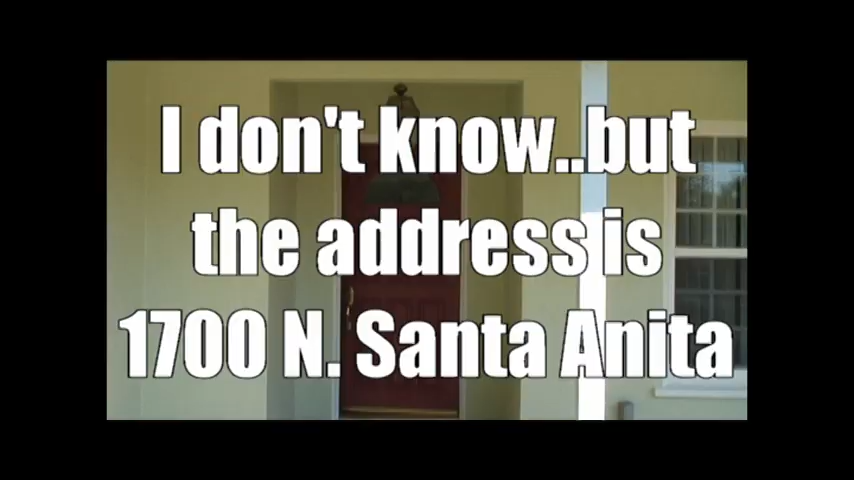 I don't know..but
the address is
1700 N. Santa Anita